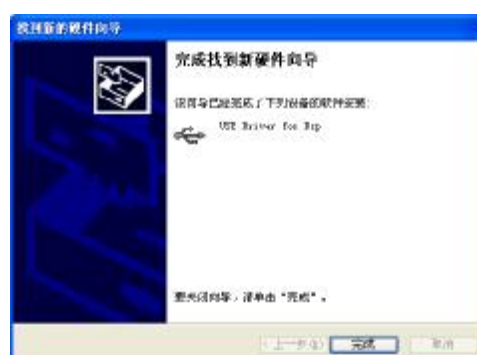 找到新的硬件向导
完成找到新硬件向导
该向导已经完成了下列设备的软件安装:
USB Driver for Dsp
要关闭向导，请单击“完成”。
<上一步(B)
完成
取消